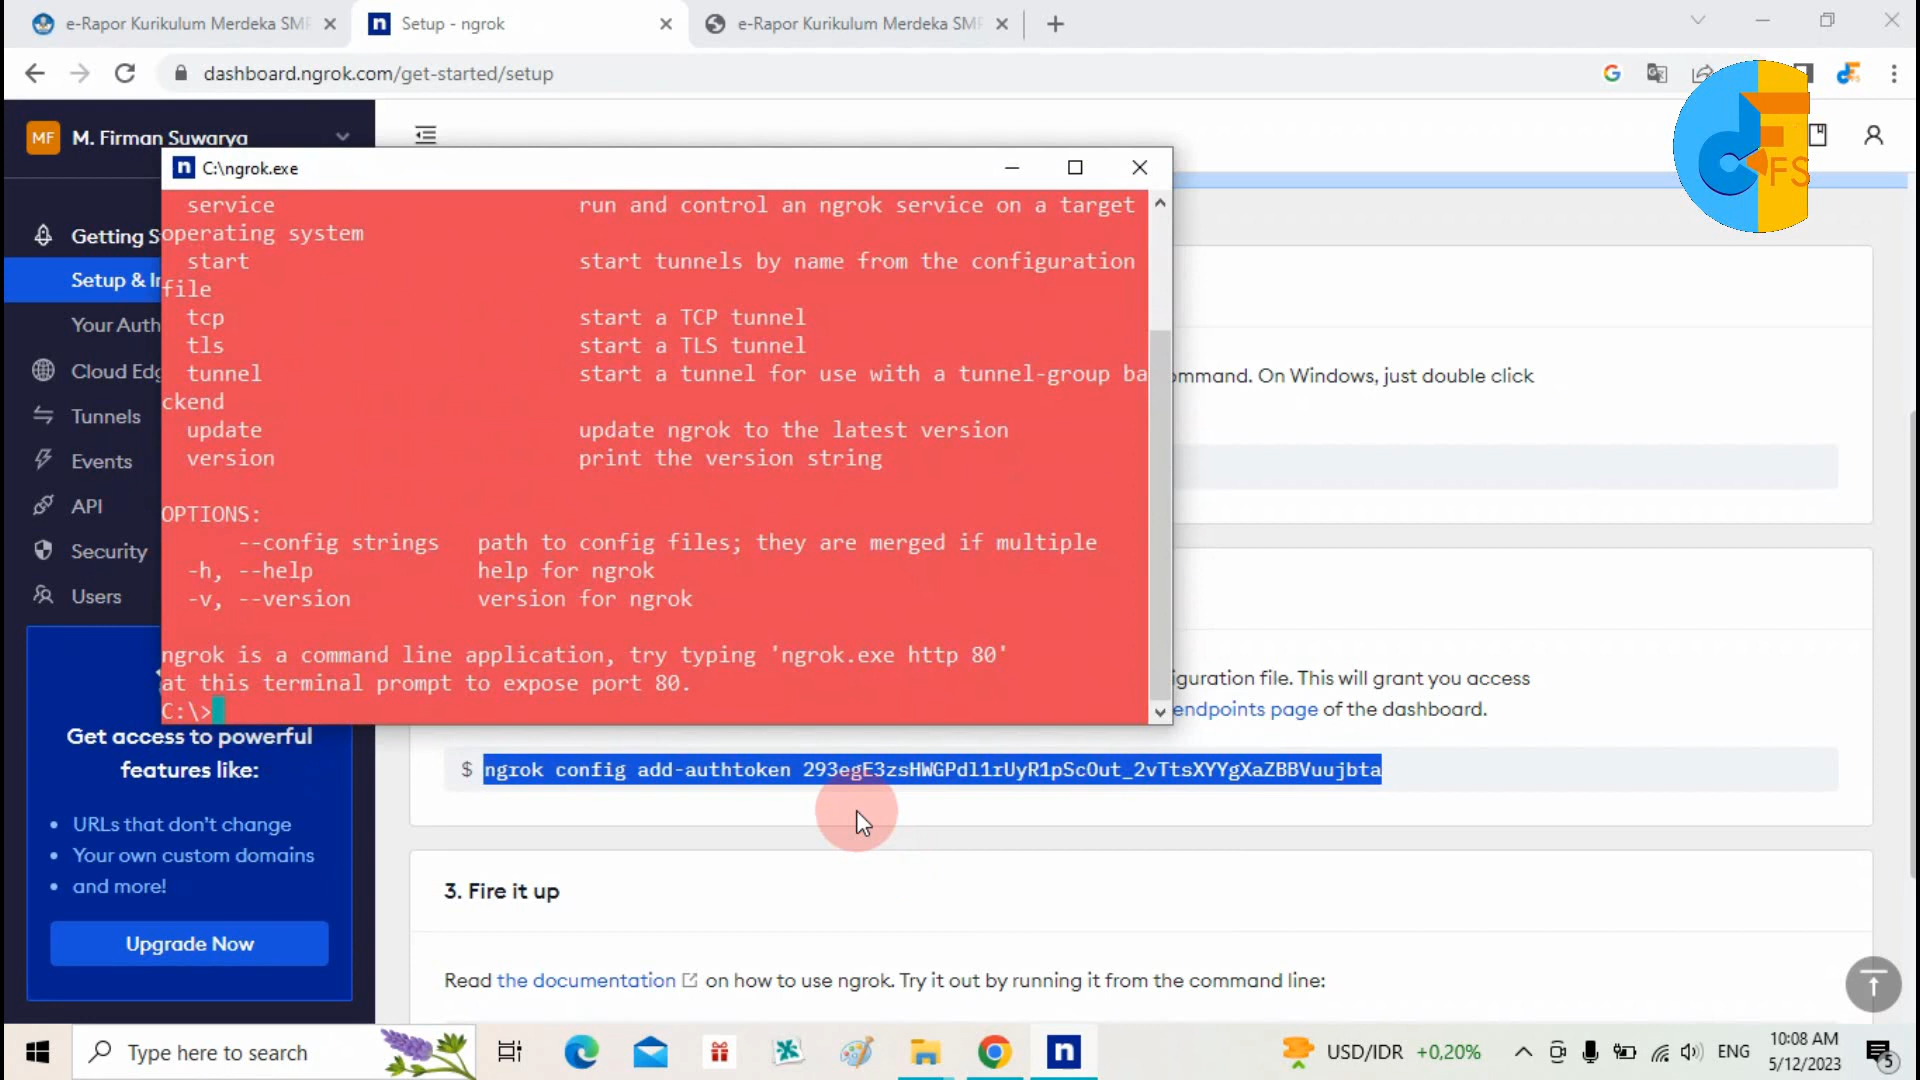 e-Rapor Kurikulum Merdeka SMP
Setup - ngrok
e-Rapor Kurikulum Merdeka SMP
dashboard.ngrok.com/get-started/setup
MF M. Firman Suwarya
C:\ngrok.exe
FS
service run and control an ngrok service on a target
operating system
start start tunnels by name from the configuration
file
tcp start a TCP tunnel
tls start a TLS tunnel
tunnel start a tunnel for use with a tunnel-group ba
ckend
update update ngrok to the latest version
version print the version string
OPTIONS:
--config strings path to config files; they are merged if multiple
-h, --help help for ngrok
-v, --version version for ngrok
ngrok is a command line application, try typing 'ngrok.exe http 80'
at this terminal prompt to expose port 80.
C:\>
Getting S
Setup & I
Your Auth
Cloud Edg
Tunnels
Events
API
Security
Users
Get access to powerful
features like:
• URLs that don't change
• Your own custom domains
• and more!
Upgrade Now
ommand. On Windows, just double click
guration file. This will grant you access
endpoints page of the dashboard.
$ ngrok config add-authtoken 293egE3zsHWGPdl1rUyR1pScOut_2vTtsXYYgXaZBBVuujbta
3. Fire it up
Read the documentation on how to use ngrok. Try it out by running it from the command line:
Type here to search
USD/IDR +0,20%
ENG
10:08 AM
5/12/2023
5